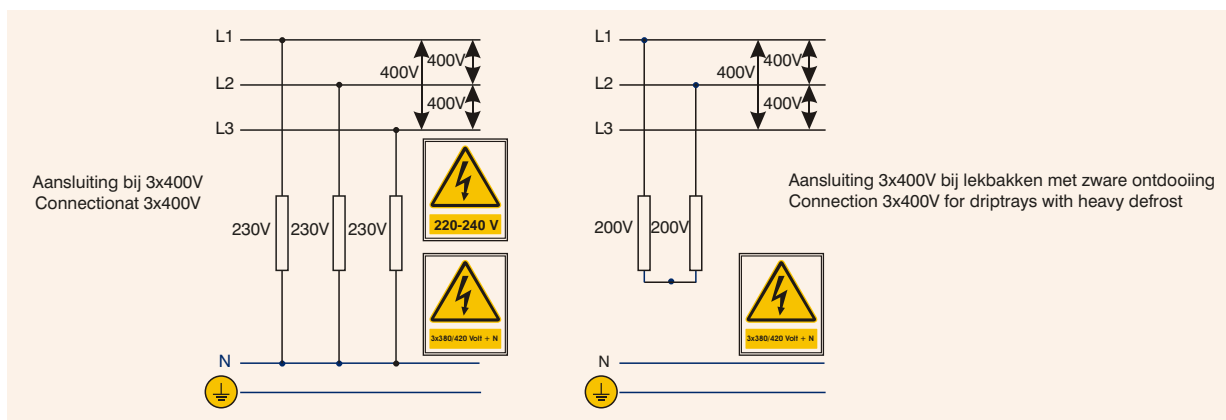 L1
400V
400V
L2
400V
L3
Aansluiting bij 3x400V
Connectionat 3x400V
230V 230V 230V
220-240 V
3x380/420 Volt + N
N
L1
400V
400V
L2
400V
L3
200V 200V
3x380/420 Volt + N
N
Aansluiting 3x400V bij lekbakken met zware ontdooiing
Connection 3x400V for driptrays with heavy defrost